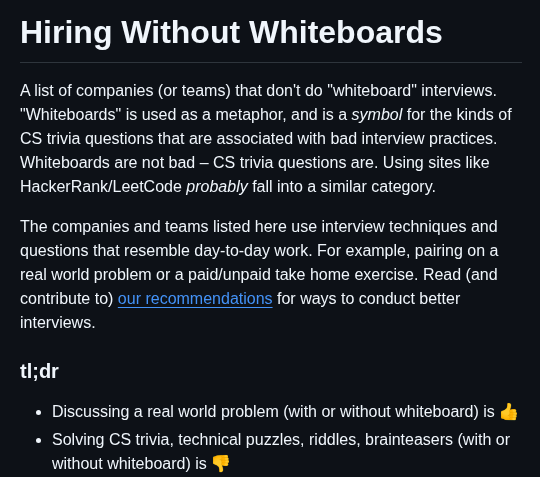 Hiring Without Whiteboards
A list of companies (or teams) that don't do "whiteboard" interviews.
"Whiteboards" is used as a metaphor, and is a symbol for the kinds of
CS trivia questions that are associated with bad interview practices.
Whiteboards are not bad – CS trivia questions are. Using sites like
HackerRank/LeetCode probably fall into a similar category.
The companies and teams listed here use interview techniques and
questions that resemble day-to-day work. For example, pairing on a
real world problem or a paid/unpaid take home exercise. Read (and
contribute to) our recommendations for ways to conduct better
interviews.
tl;dr
• Discussing a real world problem (with or without whiteboard) is 👍
• Solving CS trivia, technical puzzles, riddles, brainteasers (with or
without whiteboard) is 👎